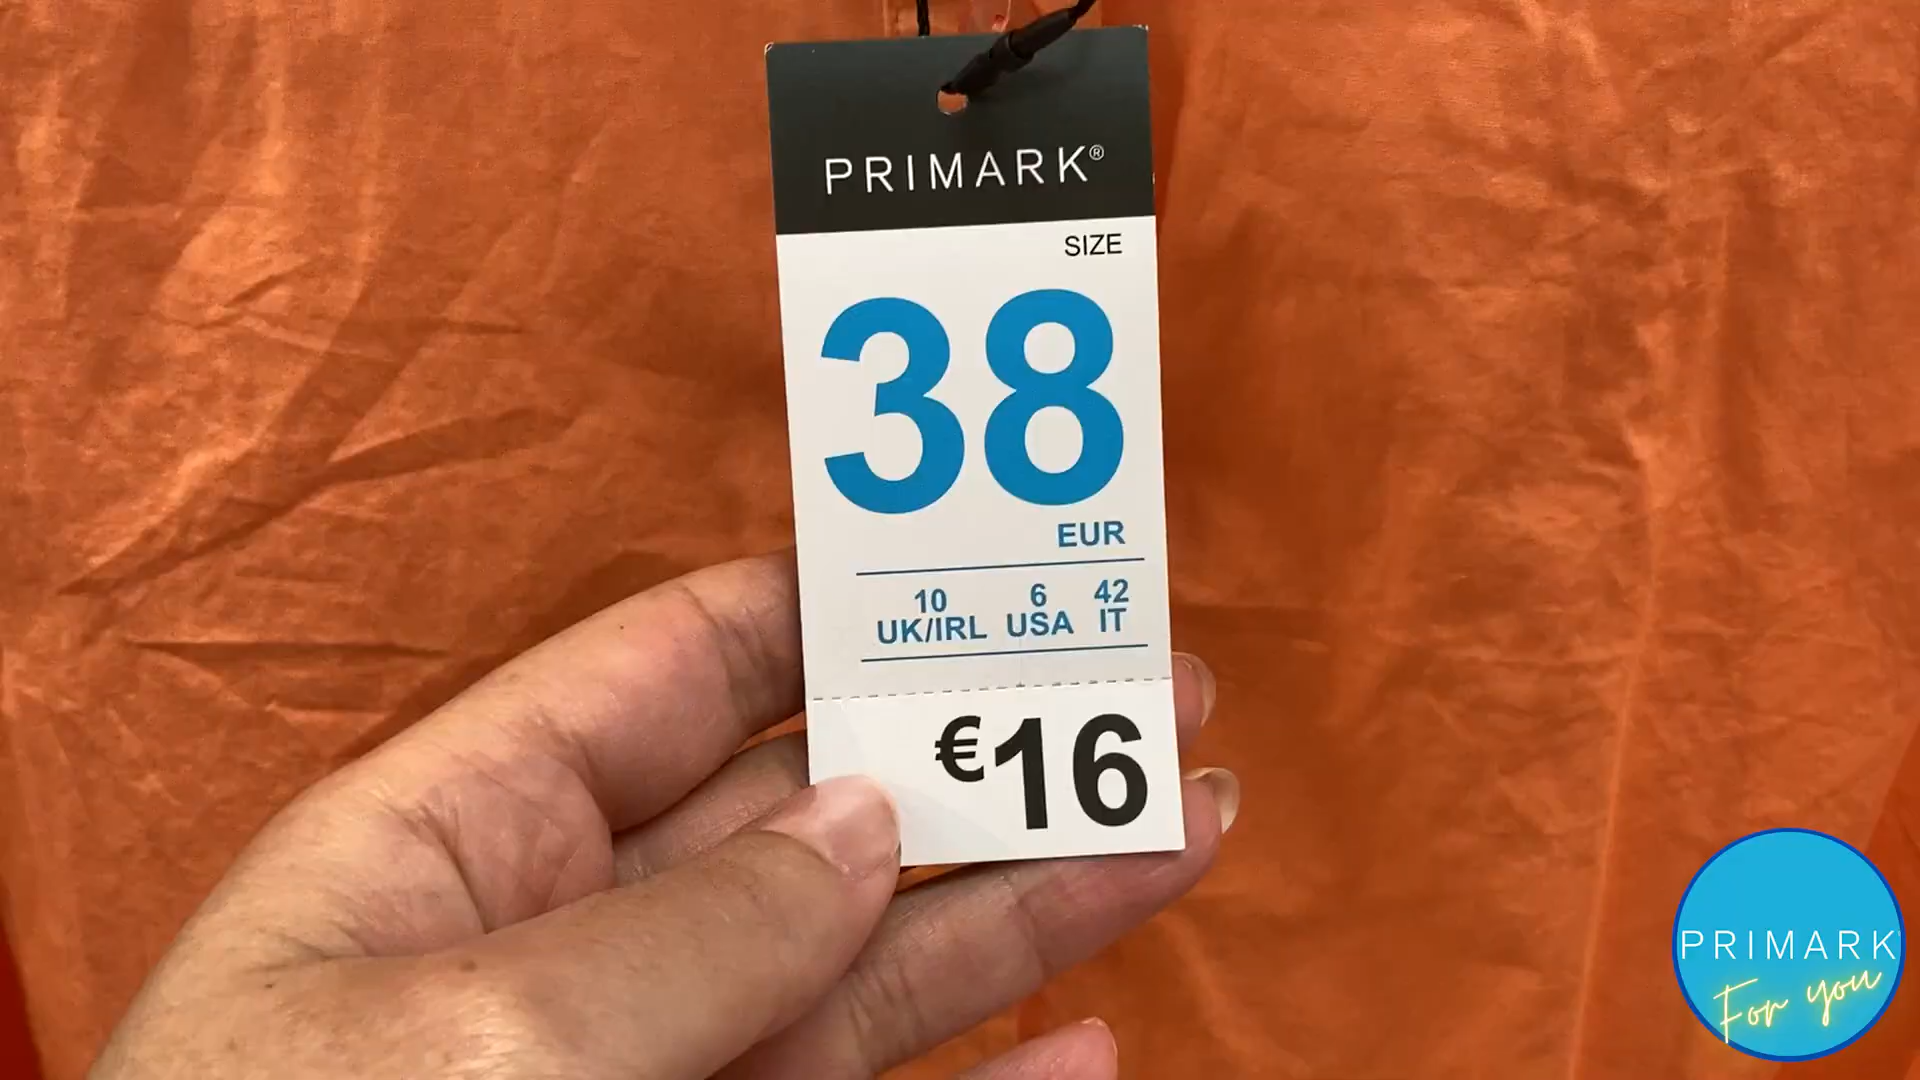 PRIMARK®
SIZE
38
EUR
10 6 42
UK/IRL USA IT
€16
PRIMARK
For you